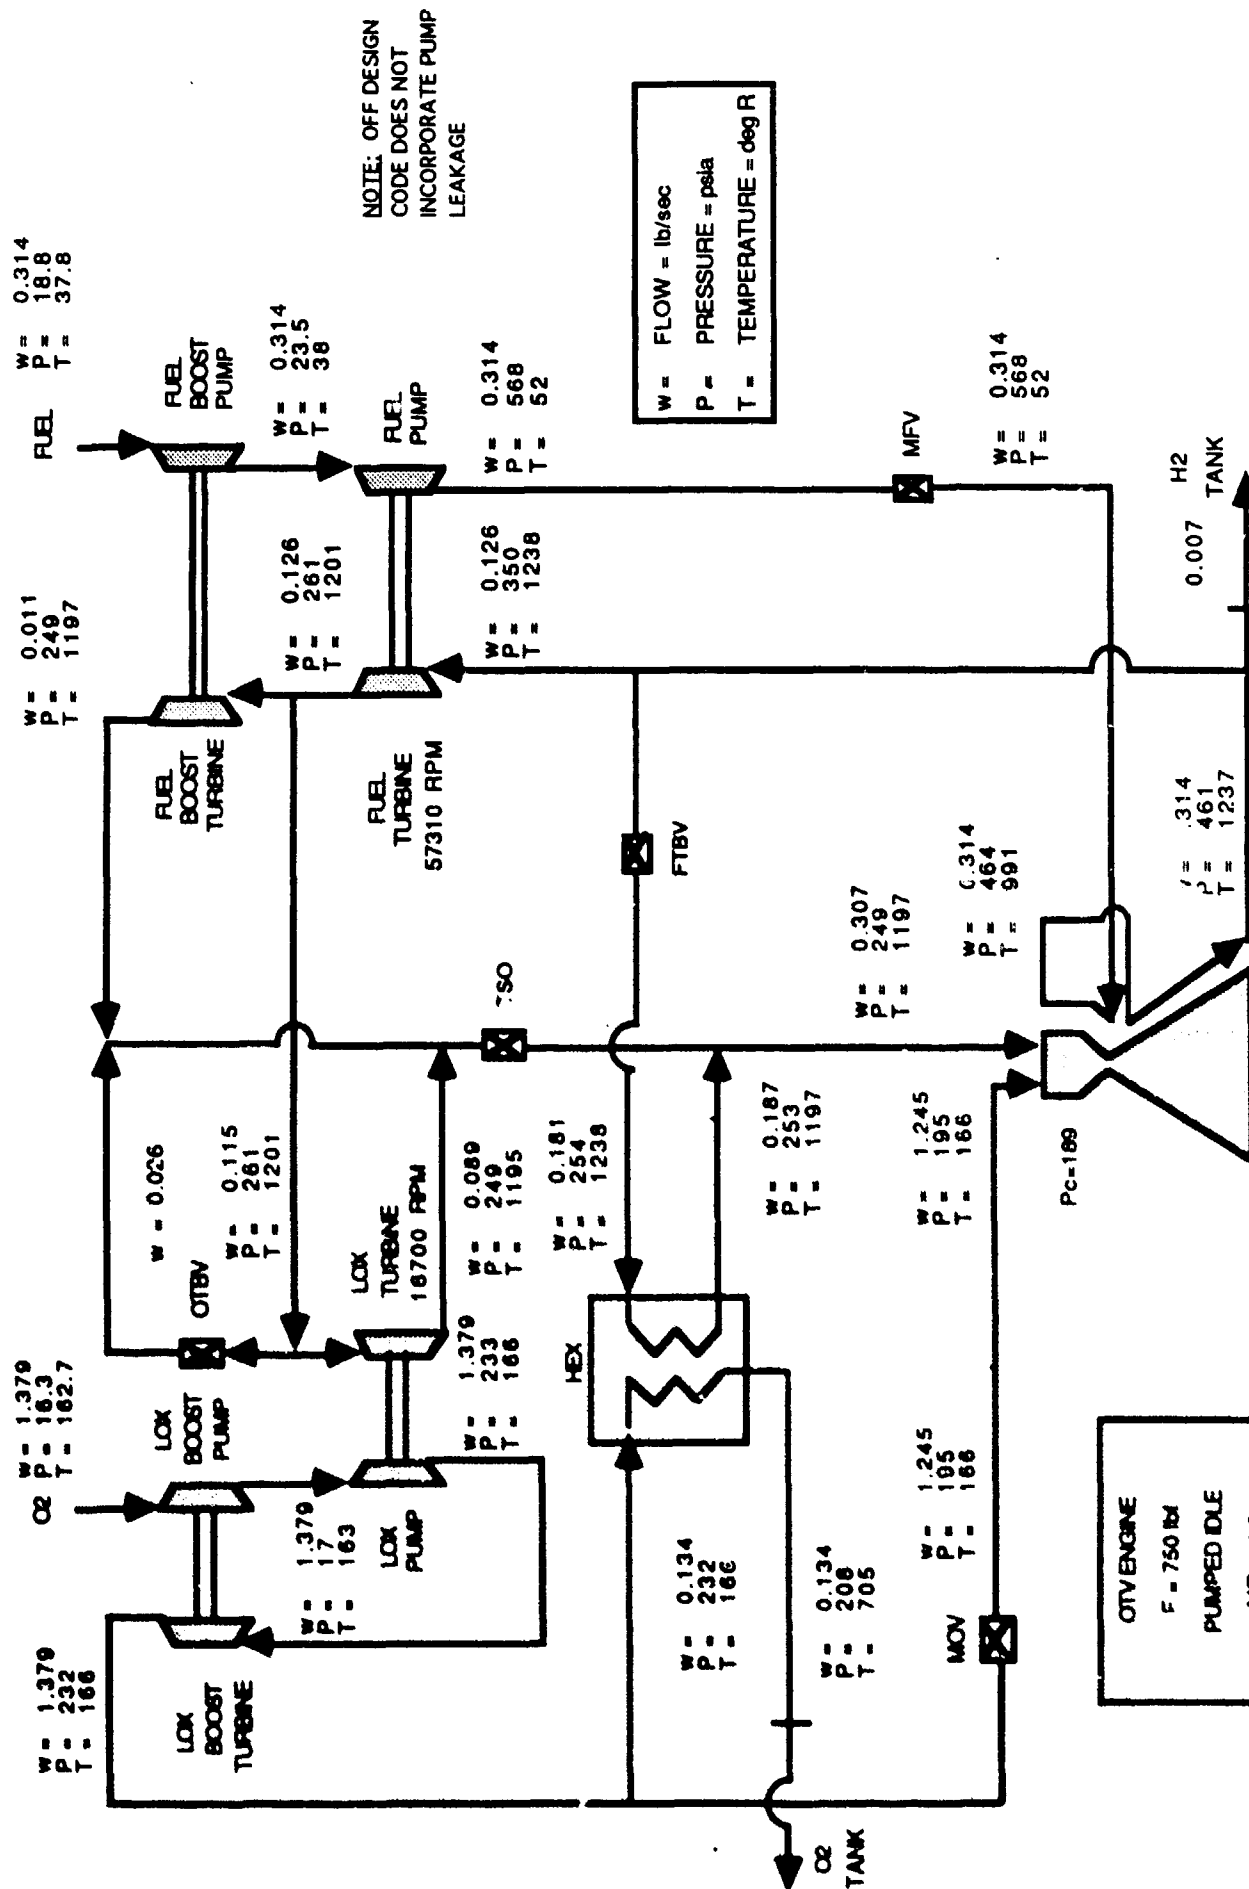 FUEL
w = 0.314
P = 18.8
T = 37.8
FUEL
BOOST
PUMP
w = 0.011
P = 249
T = 1197
FUEL
BOOST
TURBINE
w = 0.314
P = 23.5
T = 38
FUEL
PUMP
w = 0.126
P = 261
T = 1201
FUEL
TURBINE
57310 RPM
w = 0.314
P = 568
T = 52
w = 0.126
P = 350
T = 1238
NOTE: OFF DESIGN
CODE DOES NOT
INCORPORATE PUMP
LEAKAGE
w = FLOW = lb/sec
P = PRESSURE = psia
T = TEMPERATURE = deg R
MFV
w = 0.314
P = 568
T = 52
H2
TANK
0.007
FTBV
w = 0.314
P = 464
T = 991
.314
P = 461
T = 1237
w = 0.307
P = 249
T = 1197
w = 0.026
OTBV
w = 0.115
P = 261
T = 1201
LOX
TURBINE
16700 RPM
w = 0.089
P = 249
T = 1195
w = 0.181
P = 254
T = 1238
w = 0.187
P = 253
T = 1197
HEX
O2
w = 1.379
P = 16.3
T = 162.7
LOX
BOOST
PUMP
w = 1.379
P = 17
T = 163
LOX
PUMP
w = 1.379
P = 233
T = 166
w = 1.379
P = 232
T = 166
LOX
BOOST
TURBINE
w = 0.134
P = 232
T = 166
w = 0.134
P = 208
T = 705
O2
TANK
MOV
w = 1.245
P = 195
T = 166
w = 1.245
P = 195
T = 166
Pc=189
OTV ENGINE
F = 750 lbf
PUMPED IDLE